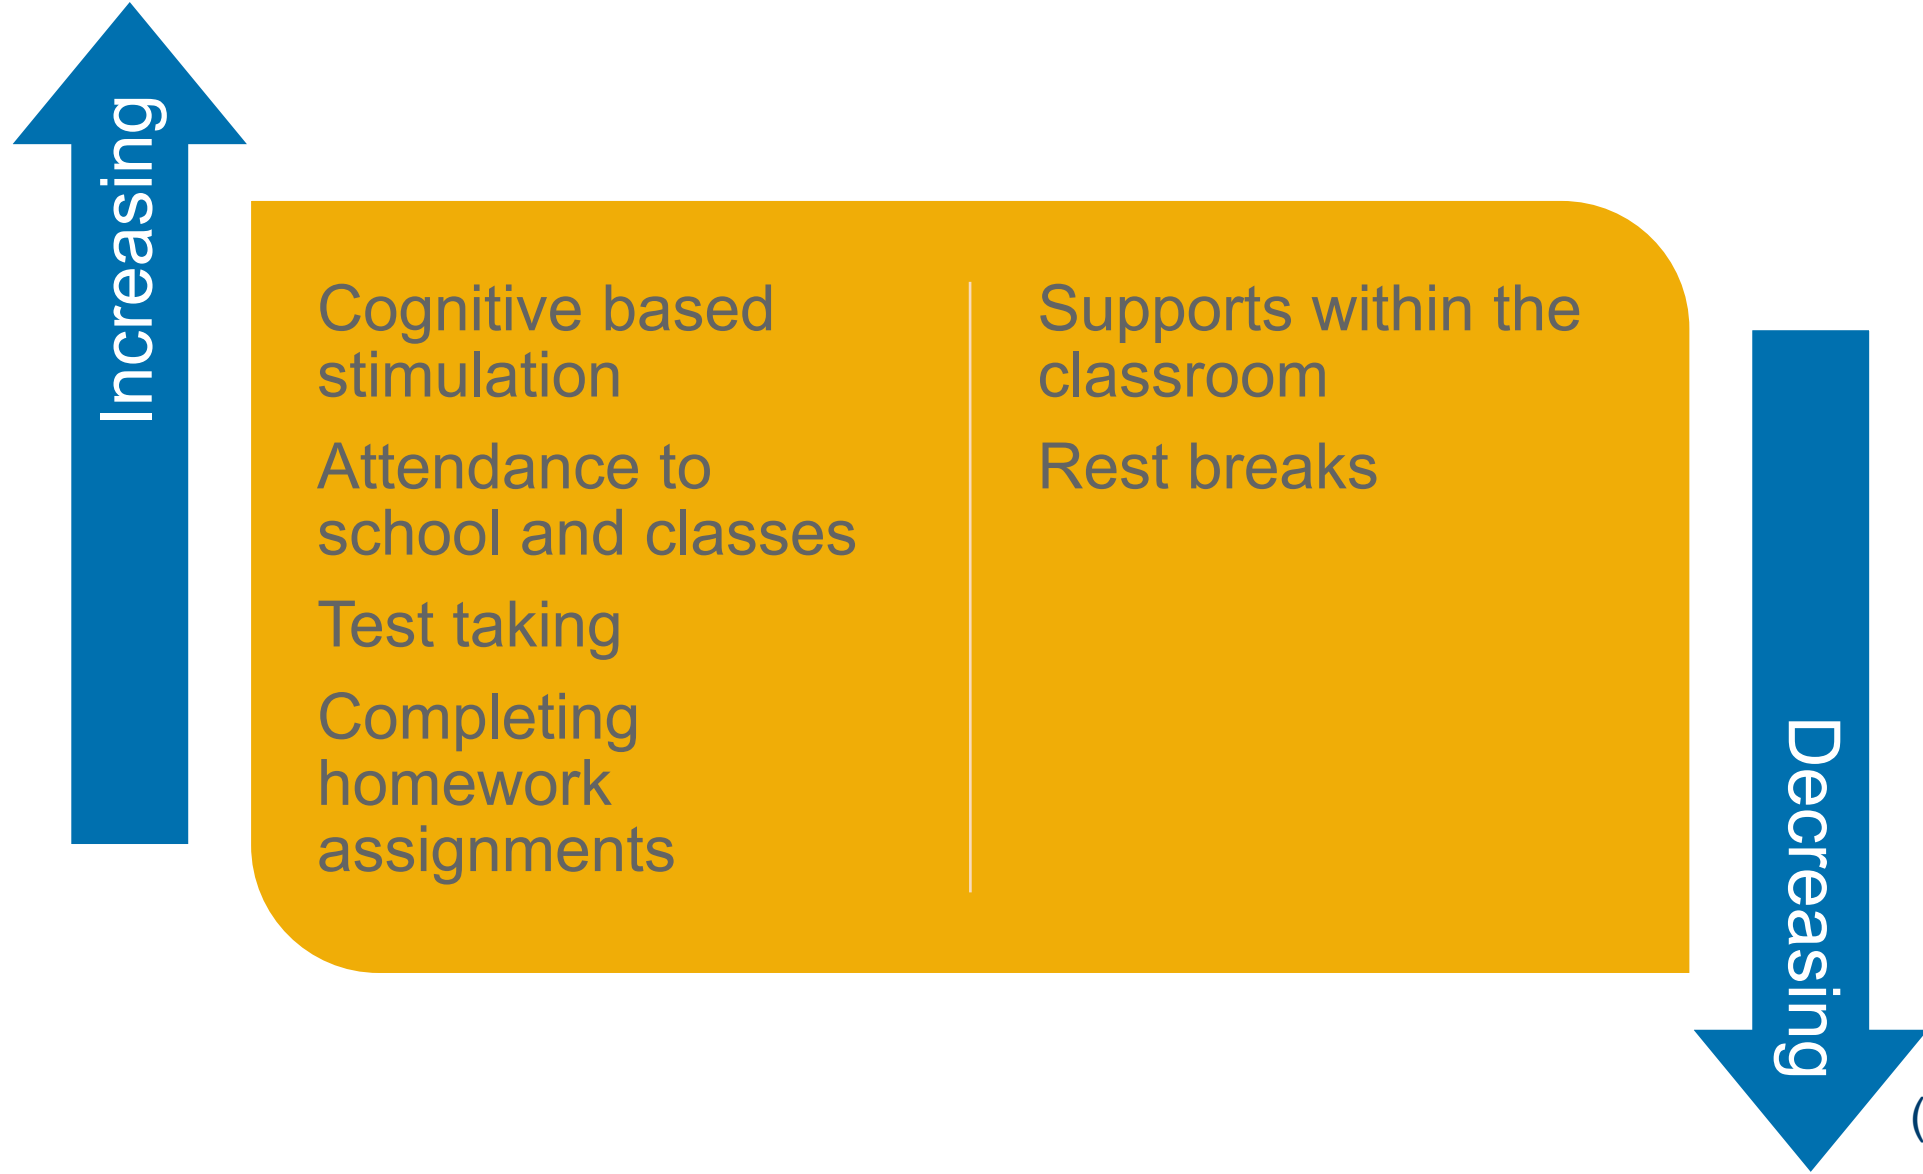 Increasing
Cognitive based
stimulation
Attendance to
school and classes
Test taking
Completing
homework
assignments
Supports within the
classroom
Rest breaks
Decreasing
(